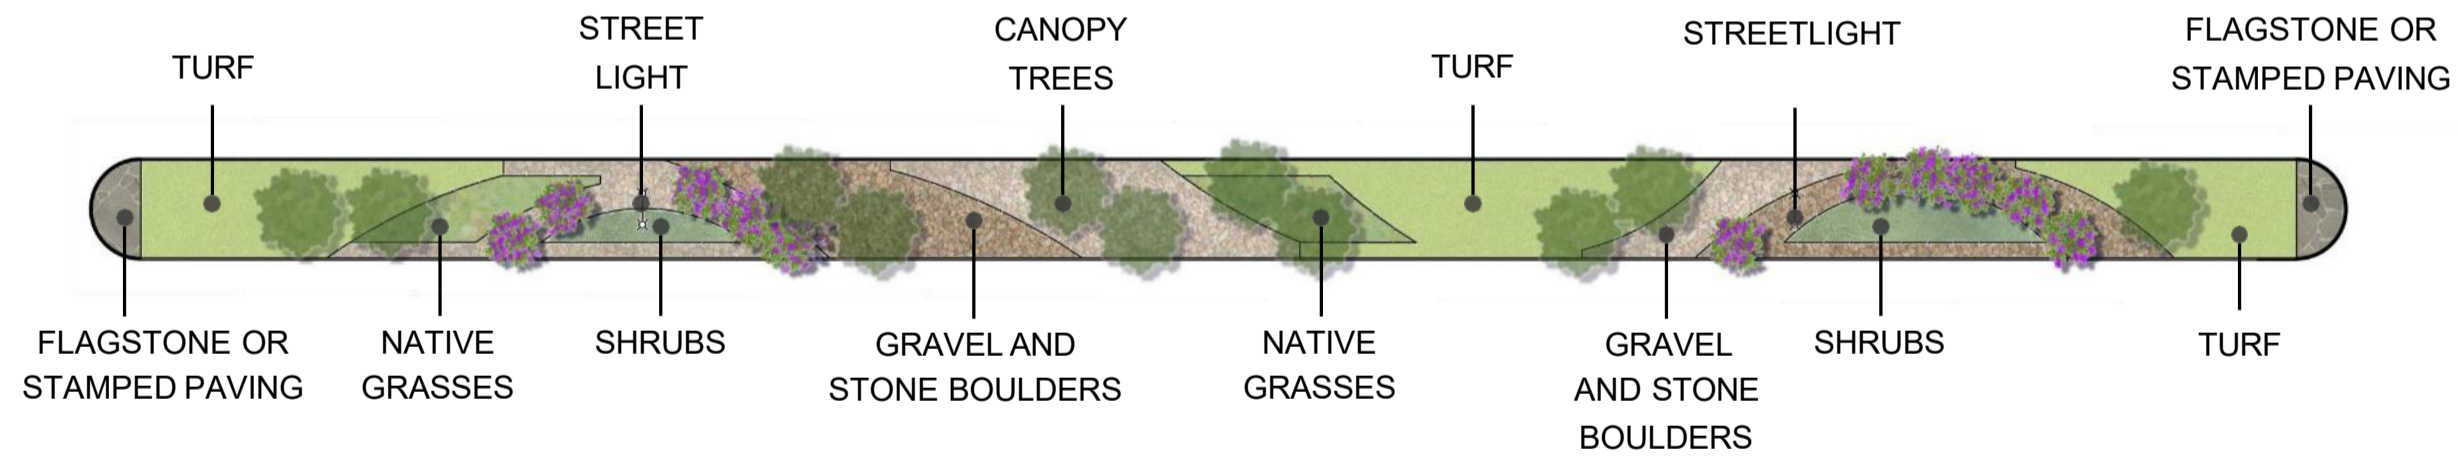 TURF
STREET
LIGHT
CANOPY
TREES
TURF
STREETLIGHT
FLAGSTONE OR
STAMPED PAVING
FLAGSTONE OR
STAMPED PAVING
NATIVE
GRASSES
SHRUBS
GRAVEL AND
STONE BOULDERS
NATIVE
GRASSES
GRAVEL
AND STONE
BOULDERS
SHRUBS
TURF